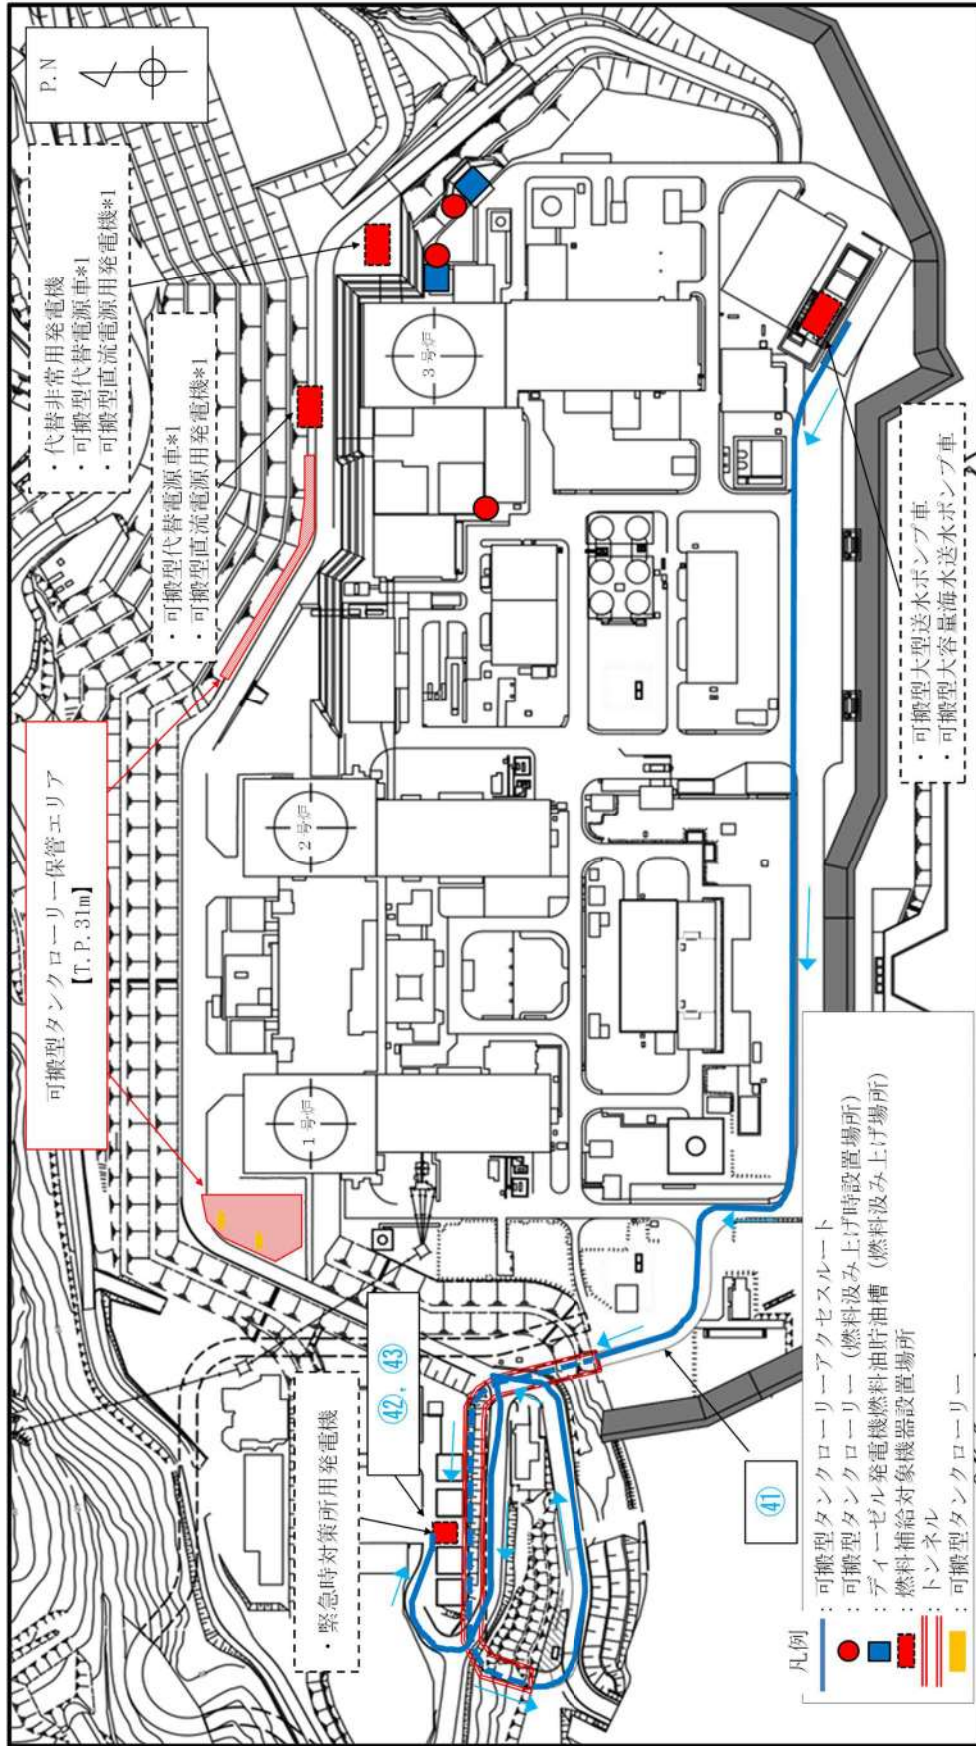 P.N
・代替非常用発電機
・可搬型代替電源車*1
・可搬型直流電源用発電機*1
・可搬型代替電源車*1
・可搬型直流電源用発電機*1
可搬型タンクローリー保管エリア
【T.P.31m】
3号炉
2号炉
1号炉
・緊急時対策所用発電機
㊷, ㊸
㊶
・可搬型大型送水ポンプ車
・可搬型大容量海水送水ポンプ車
凡例
：可搬型タンクローリーアクセスルート
：可搬型タンクローリー（燃料汲み上げ時設置場所）
：ディーゼル発電機燃料油貯油槽（燃料汲み上げ場所）
：燃料補給対象機器設置場所
：トンネル
：可搬型タンクローリー